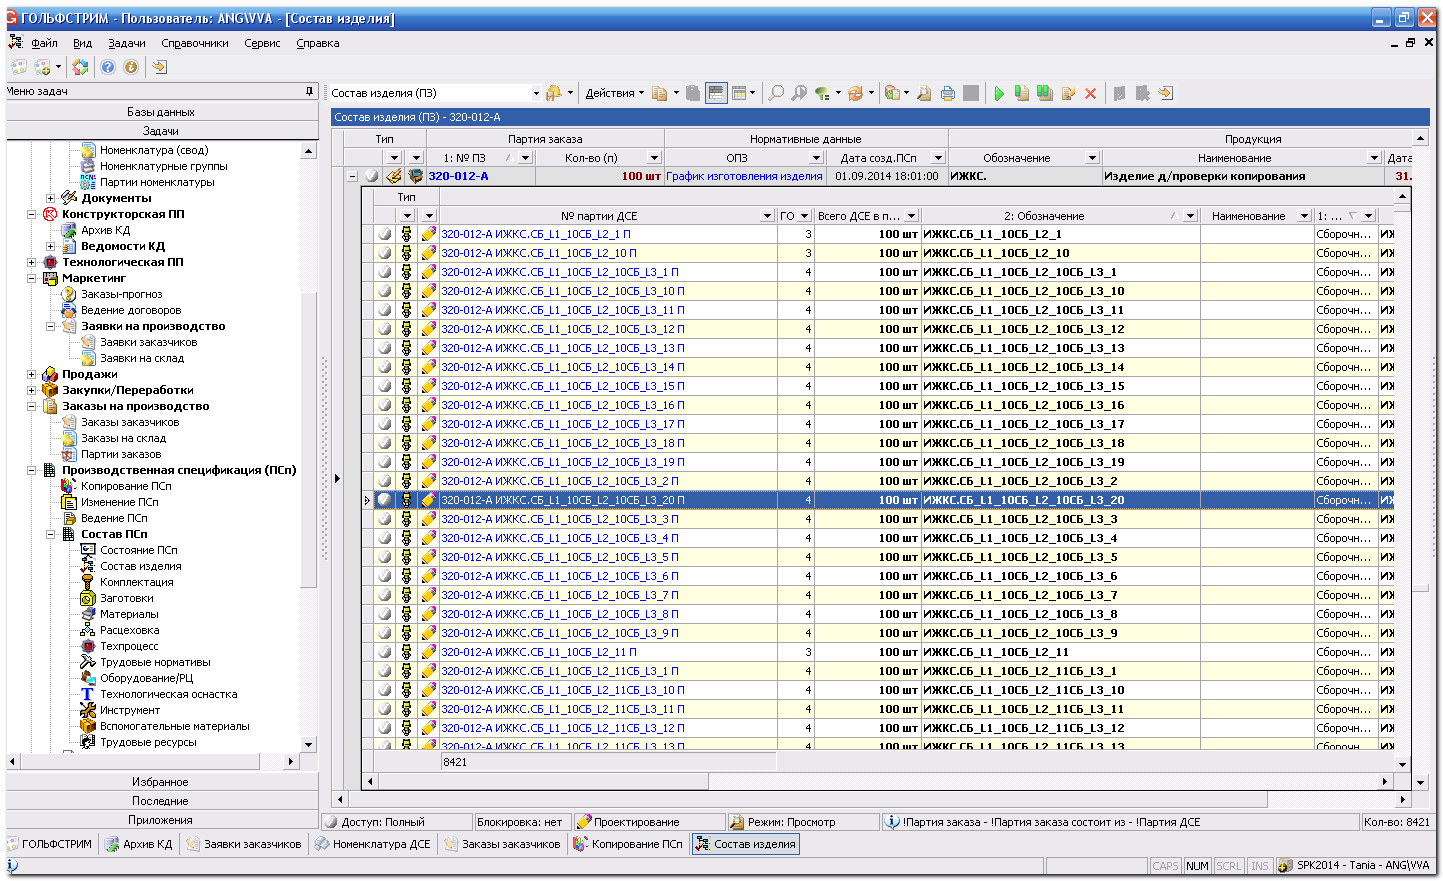 ГОЛЬФСТРИМ - Пользователь: ANG\VVA - [Состав изделия]
Файл Вид Задачи Справочники Сервис Справка
Меню задач
Состав изделия (ПЗ) Действия
Базы данных
Состав изделия (ПЗ) - 320-012-А
Задачи
Номенклатура (свод)
Номенклатурные группы
Партии номенклатуры
Документы
Конструкторская ПП
Архив КД
Ведомости КД
Технологическая ПП
Маркетинг
Заказы-прогноз
Ведение договоров
Заявки на производство
Заявки заказчиков
Заявки на склад
Продажи
Закупки/Переработки
Заказы на производство
Заказы заказчиков
Заказы на склад
Партии заказов
Производственная спецификация (ПСп)
Копирование ПСп
Изменение ПСп
Ведение ПСп
Состав ПСп
Состояние ПСп
Состав изделия
Комплектация
Заготовки
Материалы
Расцеховка
Техпроцесс
Трудовые нормативы
Оборудование/РЦ
Технологическая оснастка
Инструмент
Вспомогательные материалы
Трудовые ресурсы
Избранное
Последние
Приложения
Тип Партия заказа Нормативные данные Продукция
1: № ПЗ Кол-во (п) ОПЗ Дата созд.ПСп Обозначение Наименование Дата
320-012-А 100 шт График изготовления изделия 01.09.2014 18:01:00 ИЖКС. Изделие д/проверки копирования 31.
Тип
№ партии ДСЕ ГО Всего ДСЕ в п... 2: Обозначение Наименование 1: ...
320-012-А ИЖКС.СБ_L1_10СБ_L2_1 П 3 100 шт ИЖКС.СБ_L1_10СБ_L2_1 Сборочн... ИЖ
320-012-А ИЖКС.СБ_L1_10СБ_L2_10 П 3 100 шт ИЖКС.СБ_L1_10СБ_L2_10 Сборочн... ИЖ
320-012-А ИЖКС.СБ_L1_10СБ_L2_10СБ_L3_1 П 4 100 шт ИЖКС.СБ_L1_10СБ_L2_10СБ_L3_1 Сборочн... ИЖ
320-012-А ИЖКС.СБ_L1_10СБ_L2_10СБ_L3_10 П 4 100 шт ИЖКС.СБ_L1_10СБ_L2_10СБ_L3_10 Сборочн... ИЖ
320-012-А ИЖКС.СБ_L1_10СБ_L2_10СБ_L3_11 П 4 100 шт ИЖКС.СБ_L1_10СБ_L2_10СБ_L3_11 Сборочн... ИЖ
320-012-А ИЖКС.СБ_L1_10СБ_L2_10СБ_L3_12 П 4 100 шт ИЖКС.СБ_L1_10СБ_L2_10СБ_L3_12 Сборочн... ИЖ
320-012-А ИЖКС.СБ_L1_10СБ_L2_10СБ_L3_13 П 4 100 шт ИЖКС.СБ_L1_10СБ_L2_10СБ_L3_13 Сборочн... ИЖ
320-012-А ИЖКС.СБ_L1_10СБ_L2_10СБ_L3_14 П 4 100 шт ИЖКС.СБ_L1_10СБ_L2_10СБ_L3_14 Сборочн... ИЖ
320-012-А ИЖКС.СБ_L1_10СБ_L2_10СБ_L3_15 П 4 100 шт ИЖКС.СБ_L1_10СБ_L2_10СБ_L3_15 Сборочн... ИЖ
320-012-А ИЖКС.СБ_L1_10СБ_L2_10СБ_L3_16 П 4 100 шт ИЖКС.СБ_L1_10СБ_L2_10СБ_L3_16 Сборочн... ИЖ
320-012-А ИЖКС.СБ_L1_10СБ_L2_10СБ_L3_17 П 4 100 шт ИЖКС.СБ_L1_10СБ_L2_10СБ_L3_17 Сборочн... ИЖ
320-012-А ИЖКС.СБ_L1_10СБ_L2_10СБ_L3_18 П 4 100 шт ИЖКС.СБ_L1_10СБ_L2_10СБ_L3_18 Сборочн... ИЖ
320-012-А ИЖКС.СБ_L1_10СБ_L2_10СБ_L3_19 П 4 100 шт ИЖКС.СБ_L1_10СБ_L2_10СБ_L3_19 Сборочн... ИЖ
320-012-А ИЖКС.СБ_L1_10СБ_L2_10СБ_L3_2 П 4 100 шт ИЖКС.СБ_L1_10СБ_L2_10СБ_L3_2 Сборочн... ИЖ
320-012-А ИЖКС.СБ_L1_10СБ_L2_10СБ_L3_20 П 4 100 шт ИЖКС.СБ_L1_10СБ_L2_10СБ_L3_20 Сборочн... ИЖ
320-012-А ИЖКС.СБ_L1_10СБ_L2_10СБ_L3_3 П 4 100 шт ИЖКС.СБ_L1_10СБ_L2_10СБ_L3_3 Сборочн... ИЖ
320-012-А ИЖКС.СБ_L1_10СБ_L2_10СБ_L3_4 П 4 100 шт ИЖКС.СБ_L1_10СБ_L2_10СБ_L3_4 Сборочн... ИЖ
320-012-А ИЖКС.СБ_L1_10СБ_L2_10СБ_L3_5 П 4 100 шт ИЖКС.СБ_L1_10СБ_L2_10СБ_L3_5 Сборочн... ИЖ
320-012-А ИЖКС.СБ_L1_10СБ_L2_10СБ_L3_6 П 4 100 шт ИЖКС.СБ_L1_10СБ_L2_10СБ_L3_6 Сборочн... ИЖ
320-012-А ИЖКС.СБ_L1_10СБ_L2_10СБ_L3_7 П 4 100 шт ИЖКС.СБ_L1_10СБ_L2_10СБ_L3_7 Сборочн... ИЖ
320-012-А ИЖКС.СБ_L1_10СБ_L2_10СБ_L3_8 П 4 100 шт ИЖКС.СБ_L1_10СБ_L2_10СБ_L3_8 Сборочн... ИЖ
320-012-А ИЖКС.СБ_L1_10СБ_L2_10СБ_L3_9 П 4 100 шт ИЖКС.СБ_L1_10СБ_L2_10СБ_L3_9 Сборочн... ИЖ
320-012-А ИЖКС.СБ_L1_10СБ_L2_11 П 3 100 шт ИЖКС.СБ_L1_10СБ_L2_11 Сборочн... ИЖ
320-012-А ИЖКС.СБ_L1_10СБ_L2_11СБ_L3_1 П 4 100 шт ИЖКС.СБ_L1_10СБ_L2_11СБ_L3_1 Сборочн... ИЖ
320-012-А ИЖКС.СБ_L1_10СБ_L2_11СБ_L3_10 П 4 100 шт ИЖКС.СБ_L1_10СБ_L2_11СБ_L3_10 Сборочн... ИЖ
320-012-А ИЖКС.СБ_L1_10СБ_L2_11СБ_L3_11 П 4 100 шт ИЖКС.СБ_L1_10СБ_L2_11СБ_L3_11 Сборочн... ИЖ
320-012-А ИЖКС.СБ_L1_10СБ_L2_11СБ_L3_12 П 4 100 шт ИЖКС.СБ_L1_10СБ_L2_11СБ_L3_12 Сборочн... ИЖ
320-012-А ИЖКС.СБ_L1_10СБ_L2_11СБ_L3_13 П 4 100 шт ИЖКС.СБ_L1_10СБ_L2_11СБ_L3_13 Сборочн... ИЖ
8421
Доступ: Полный Блокировка: нет Проектирование Режим: Просмотр !Партия заказа - !Партия заказа состоит из - !Партия ДСЕ Кол-во: 8421
ГОЛЬФСТРИМ Архив КД Заявки заказчиков Номенклатура ДСЕ Заказы заказчиков Копирование ПСп Состав изделия
CAPS NUM SCRL INS SPK2014 - Tania - ANG\VVA